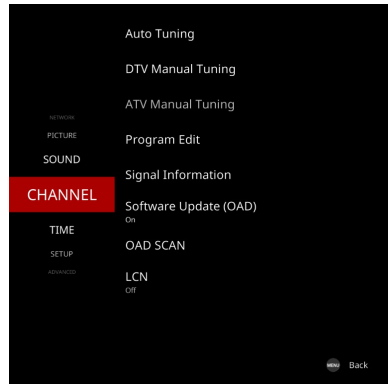 Auto Tuning
DTV Manual Tuning
ATV Manual Tuning
NETWORK
PICTURE
Program Edit
SOUND
Signal Information
CHANNEL
Software Update (OAD)
On
TIME
OAD SCAN
SETUP
ADVANCED
LCN
Off
MENU Back